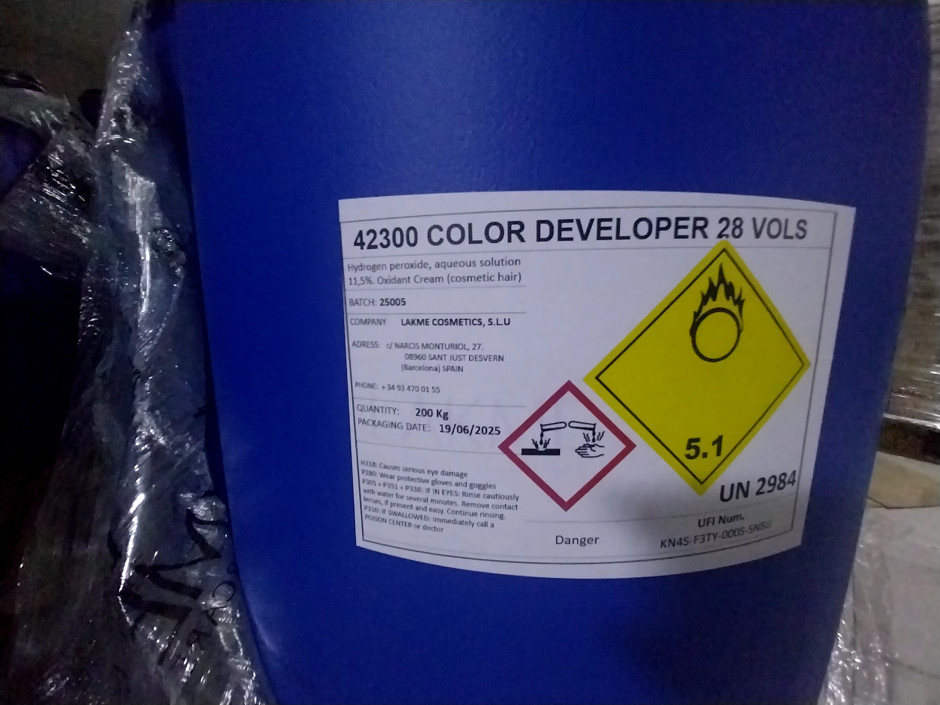 42300 COLOR DEVELOPER 28 VOLS
Hydrogen peroxide, aqueous solution
11,5%. Oxidant Cream (cosmetic hair)
BATCH: 25005
COMPANY LAKME COSMETICS, S.L.U
ADRESS: c/ NARCIS MONTURIOL, 27.
08960 SANT JUST DESVERN
(Barcelona) SPAIN
PHONE: +34 93 470 01 55
QUANTITY: 200 Kg
PACKAGING DATE: 19/06/2025
H318: Causes serious eye damage
P280: Wear protective gloves and goggles
P305 + P351 + P338: IF IN EYES: Rinse cautiously
with water for several minutes. Remove contact
lenses, if present and easy. Continue rinsing.
P310: IF SWALLOWED: Immediately call a
POISON CENTER or doctor
Danger
5.1
UN 2984
UFI Num.
KN4S-F3TY-000S-SNSU